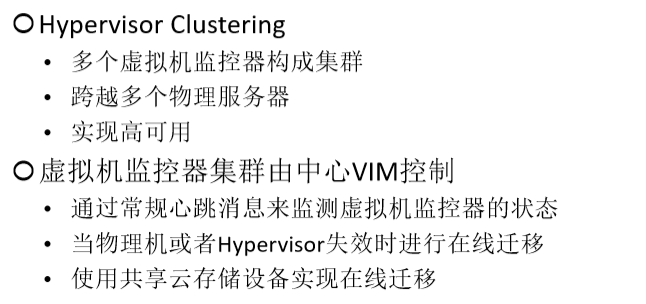 Hypervisor Clustering
• 多个虚拟机监控器构成集群
• 跨越多个物理服务器
• 实现高可用
虚拟机监控器集群由中心VIM控制
• 通过常规心跳消息来监测虚拟机监控器的状态
• 当物理机或者Hypervisor失效时进行在线迁移
• 使用共享云存储设备实现在线迁移